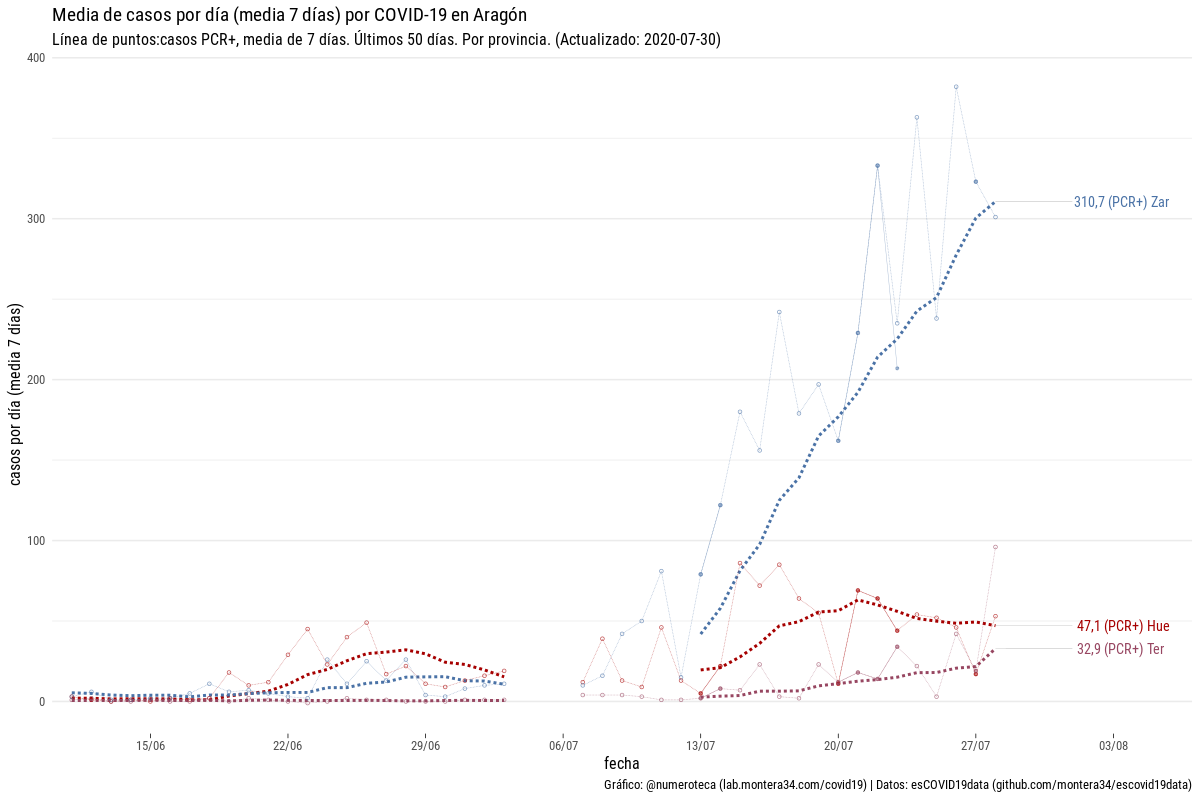 Media de casos por día (media 7 días) por COVID-19 en Aragón
Línea de puntos:casos PCR+, media de 7 días. Últimos 50 días. Por provincia. (Actualizado: 2020-07-30)
casos por día (media 7 días)
400
300
200
100
0
310,7 (PCR+) Zar
47,1 (PCR+) Hue
32,9 (PCR+) Ter
15/06
22/06
29/06
06/07
13/07
20/07
27/07
03/08
fecha
Gráfico: @numeroteca (lab.montera34.com/covid19) | Datos: esCOVID19data (github.com/montera34/escovid19data)